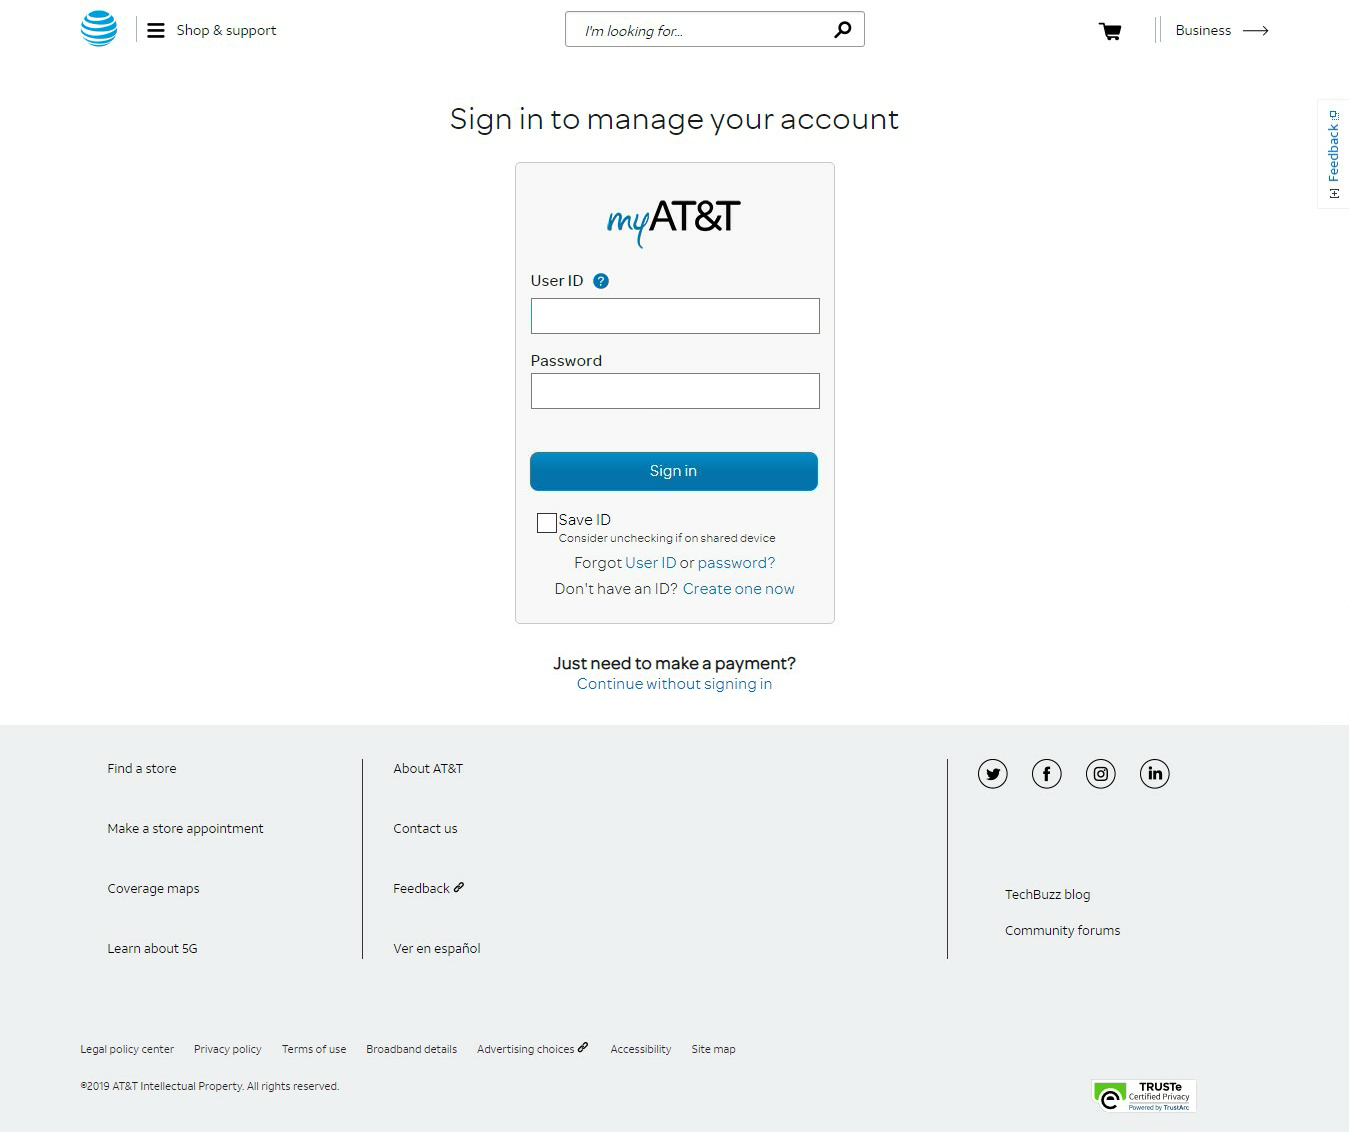 Shop & support
I'm looking for...
Business
Feedback
Sign in to manage your account
myAT&T
User ID ?
Password
Sign in
Save ID
Consider unchecking if on shared device
Forgot User ID or password?
Don't have an ID? Create one now
Just need to make a payment?
Continue without signing in
Find a store
Make a store appointment
Coverage maps
Learn about 5G
About AT&T
Contact us
Feedback
Ver en español
TechBuzz blog
Community forums
Legal policy center Privacy policy Terms of use Broadband details Advertising choices Accessibility Site map
©2019 AT&T Intellectual Property. All rights reserved.
TRUSTe
Certified Privacy
Powered by TrustArc